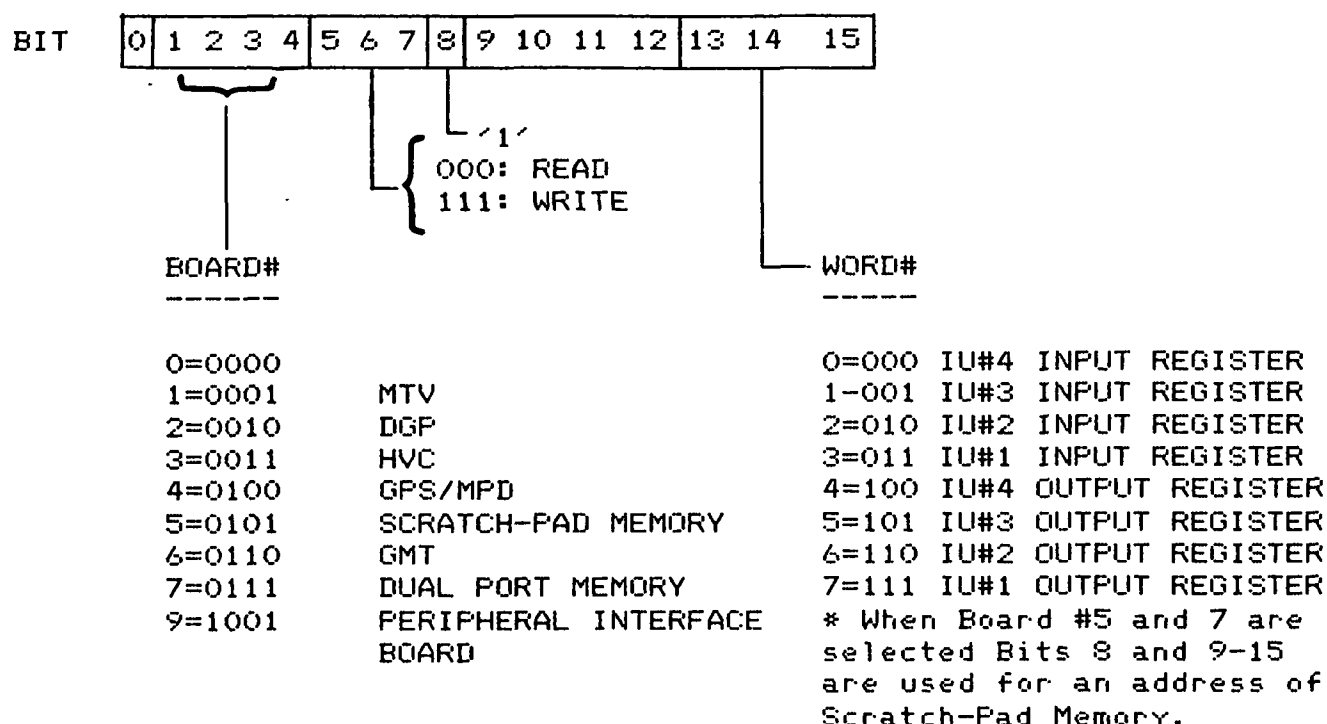 BIT 0 1 2 3 4 5 6 7 8 9 10 11 12 13 14 15
'1'
000: READ
111: WRITE
BOARD# WORD#
------ -----
0=0000 0=000 IU#4 INPUT REGISTER
1=0001 MTV 1-001 IU#3 INPUT REGISTER
2=0010 DGP 2=010 IU#2 INPUT REGISTER
3=0011 HVC 3=011 IU#1 INPUT REGISTER
4=0100 GPS/MPD 4=100 IU#4 OUTPUT REGISTER
5=0101 SCRATCH-PAD MEMORY 5=101 IU#3 OUTPUT REGISTER
6=0110 GMT 6=110 IU#2 OUTPUT REGISTER
7=0111 DUAL PORT MEMORY 7=111 IU#1 OUTPUT REGISTER
9=1001 PERIPHERAL INTERFACE * When Board #5 and 7 are
BOARD selected Bits 8 and 9-15
are used for an address of
Scratch-Pad Memory.